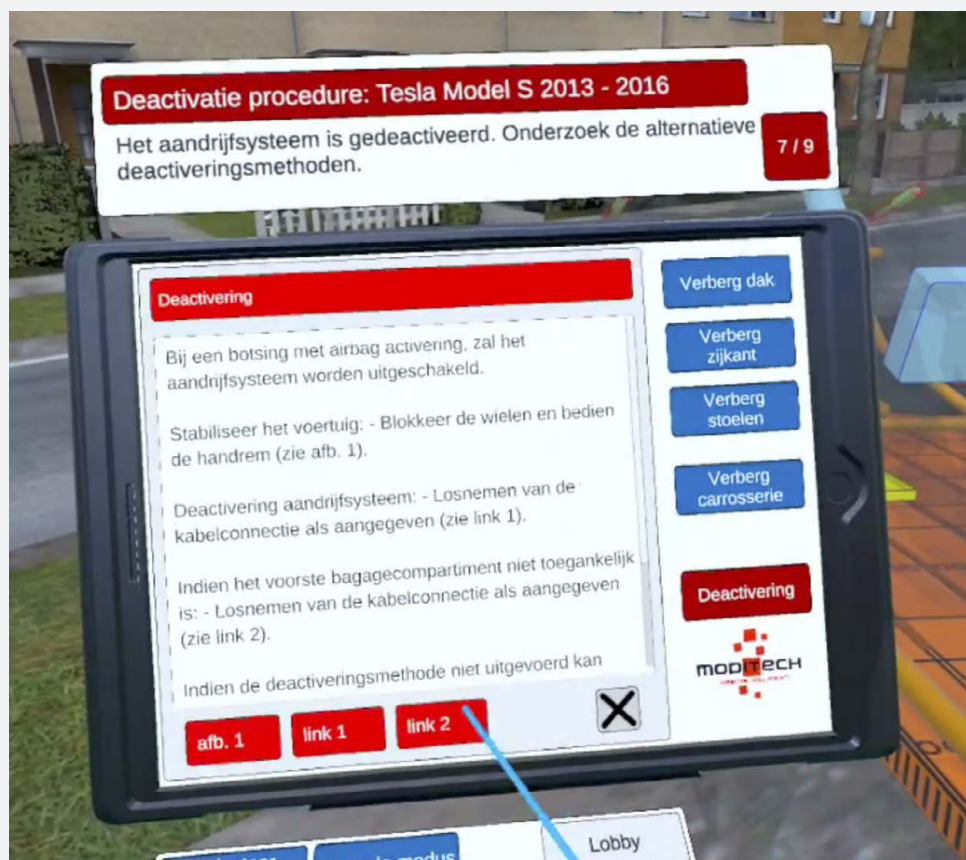 Deactivatie procedure: Tesla Model S 2013 - 2016
Het aandrijfsysteem is gedeactiveerd. Onderzoek de alternatieve
deactiveringsmethoden.
7 / 9
Deactivering
Bij een botsing met airbag activering, zal het
aandrijfsysteem worden uitgeschakeld.
Stabiliseer het voertuig: - Blokkeer de wielen en bedien
de handrem (zie afb. 1).
Deactivering aandrijfsysteem: - Losnemen van de
kabelconnectie als aangegeven (zie link 1).
Indien het voorste bagagecompartiment niet toegankelijk
is: - Losnemen van de kabelconnectie als aangegeven
(zie link 2).
Indien de deactiveringsmethode niet uitgevoerd kan
afb. 1
link 1
link 2
Verberg dak
Verberg
zijkant
Verberg
stoelen
Verberg
carrosserie
Deactivering
MODITECH
modus
Lobby